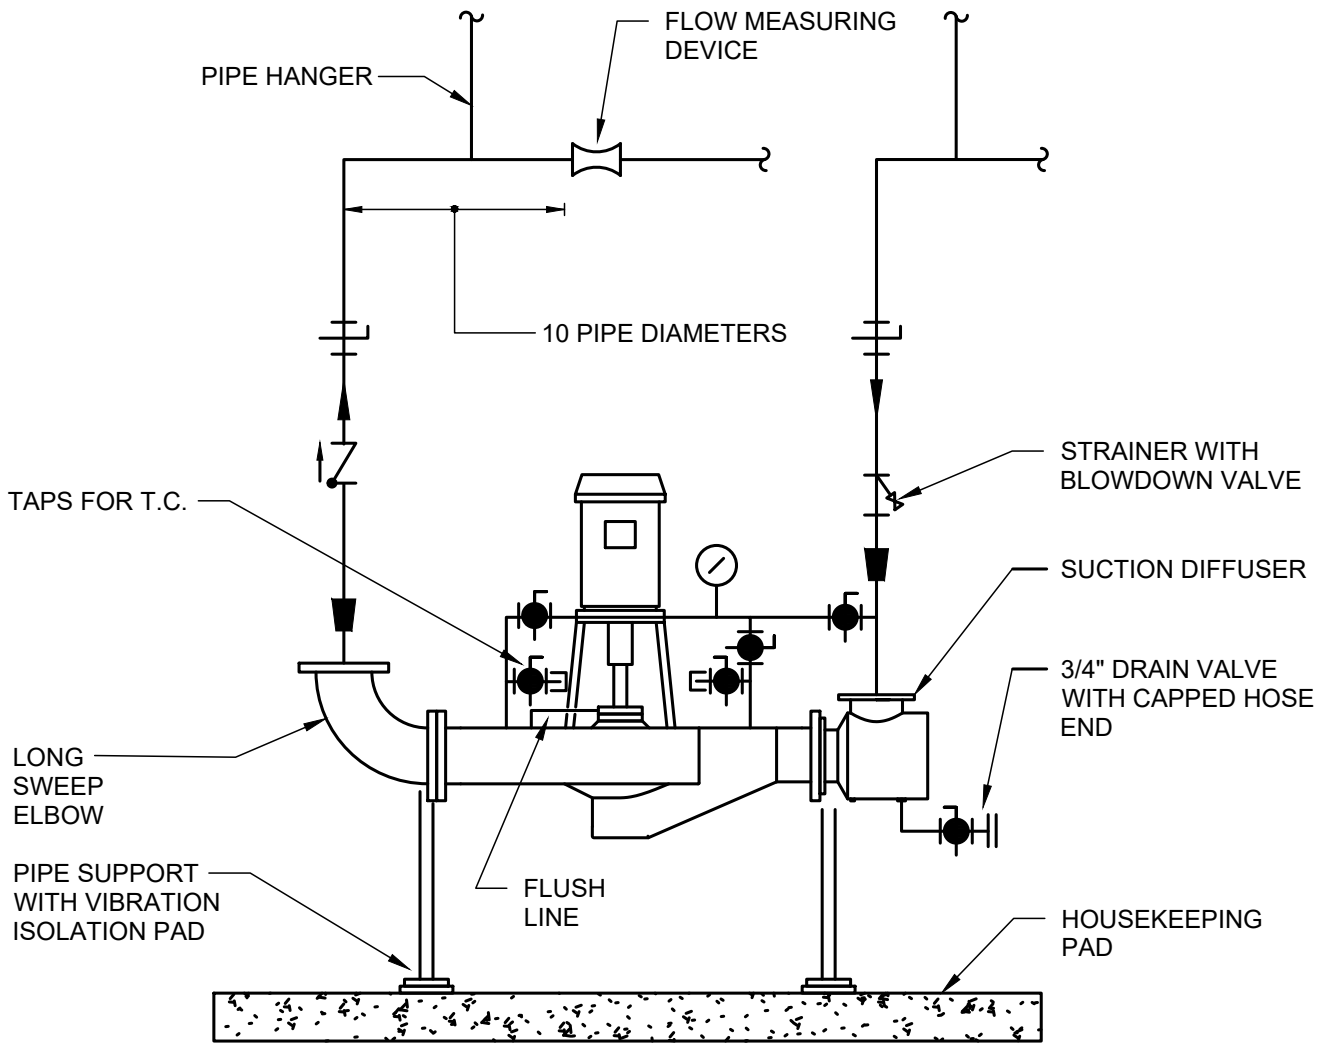 FLOW MEASURING
DEVICE
PIPE HANGER
10 PIPE DIAMETERS
STRAINER WITH
BLOWDOWN VALVE
TAPS FOR T.C.
SUCTION DIFFUSER
3/4" DRAIN VALVE
WITH CAPPED HOSE
END
LONG
SWEEP
ELBOW
PIPE SUPPORT
WITH VIBRATION
ISOLATION PAD
FLUSH
LINE
HOUSEKEEPING
PAD